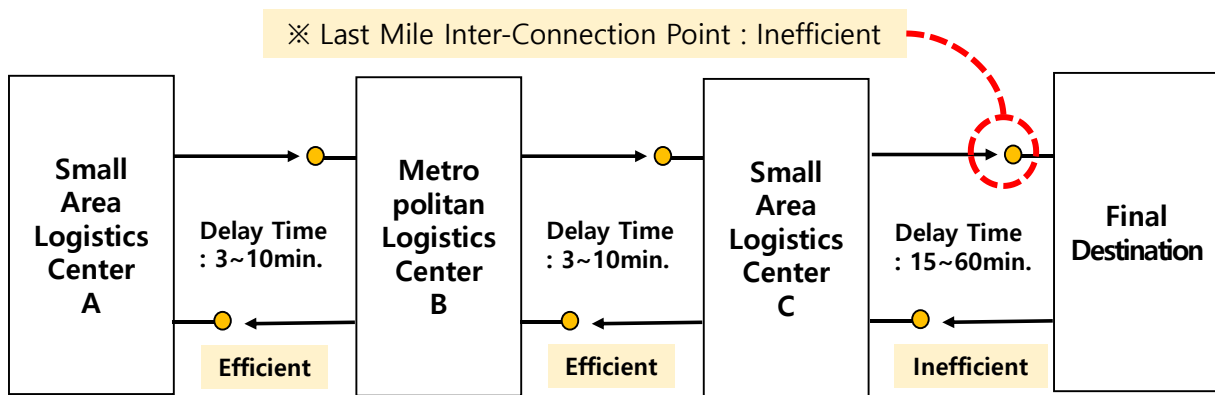 ※ Last Mile Inter-Connection Point : Inefficient
Small
Area
Logistics
Center
A
Delay Time
: 3~10min.
Efficient
Metro
politan
Logistics
Center
B
Delay Time
: 3~10min.
Efficient
Small
Area
Logistics
Center
C
Delay Time
: 15~60min.
Inefficient
Final
Destination